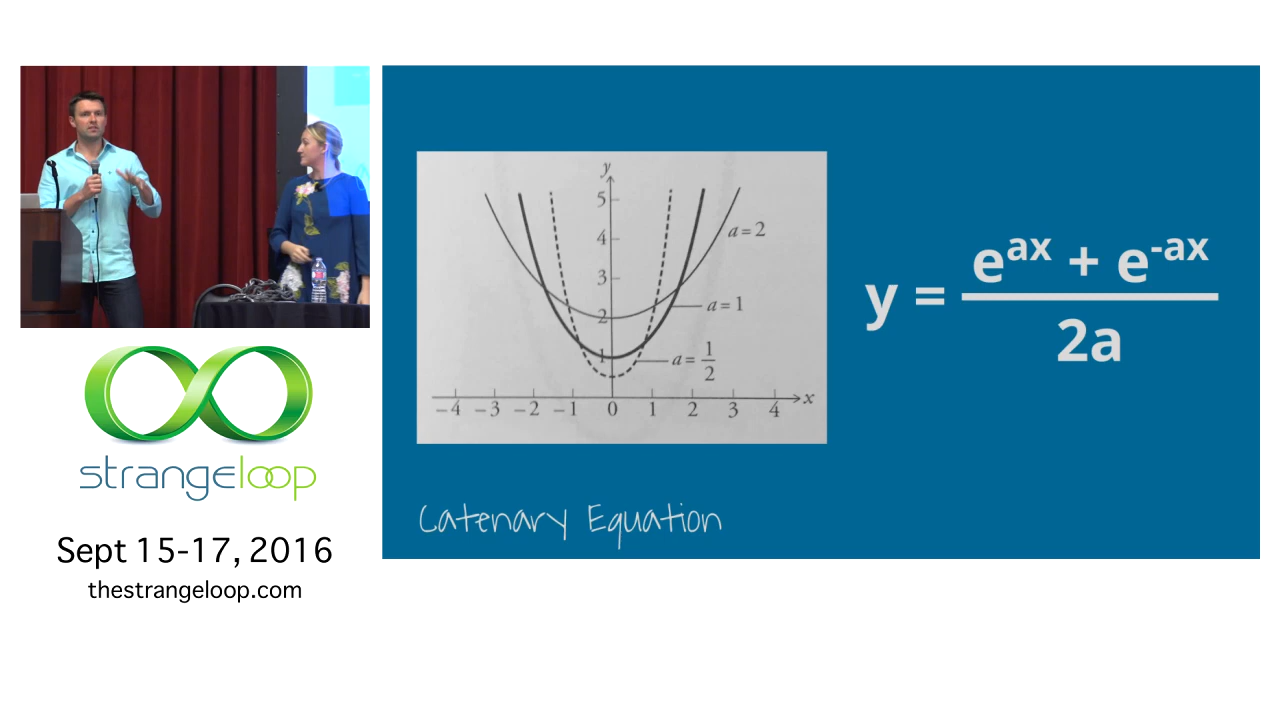 strangeloop
Sept 15-17, 2016
thestrangeloop.com
y
5
4
3
2
1
a=2
a=1
a=1/2
-4 -3 -2 -1 0 1 2 3 4 x
y = (e^ax + e^-ax) / 2a
Catenary Equation